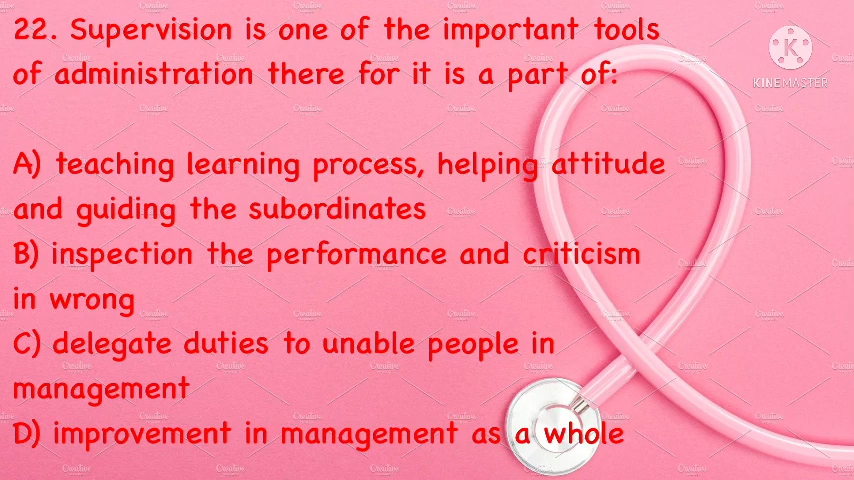 22. Supervision is one of the important tools
of administration there for it is a part of:
K
KINEMASTER
A) teaching learning process, helping attitude
and guiding the subordinates
B) inspection the performance and criticism
in wrong
C) delegate duties to unable people in
management
D) improvement in management as a whole